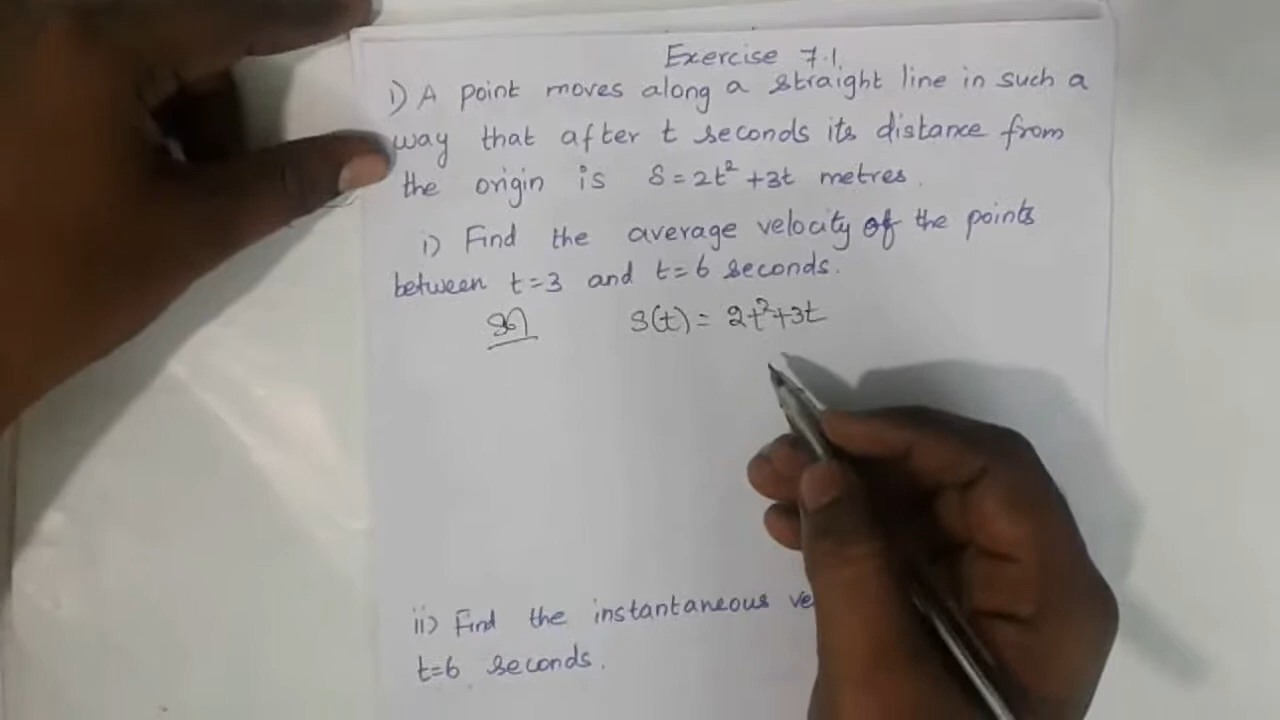 Exercise 7.1
1) A point moves along a straight line in such a
way that after t seconds its distance from
the origin is S = 2t² + 3t metres.
i) Find the average velocity of the points
between t=3 and t=6 seconds.
S(t) = 2t²+3t
ii) Find the instantaneous
t=6 seconds.